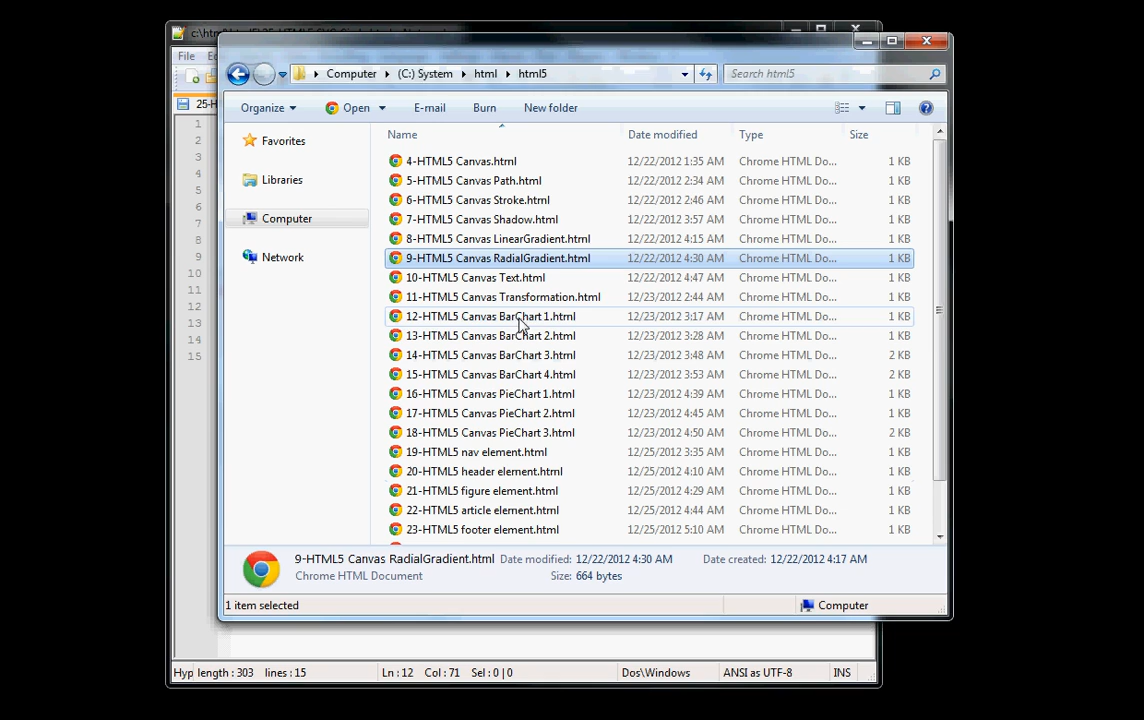 c:\html
File
Computer (C:) System html html5
Search html5
Organize Open E-mail Burn New folder
25-H
Name Date modified Type Size
Favorites
Libraries
Computer
Network
4-HTML5 Canvas.html 12/22/2012 1:35 AM Chrome HTML Do... 1 KB
5-HTML5 Canvas Path.html 12/22/2012 2:34 AM Chrome HTML Do... 1 KB
6-HTML5 Canvas Stroke.html 12/22/2012 2:46 AM Chrome HTML Do... 1 KB
7-HTML5 Canvas Shadow.html 12/22/2012 3:57 AM Chrome HTML Do... 1 KB
8-HTML5 Canvas LinearGradient.html 12/22/2012 4:15 AM Chrome HTML Do... 1 KB
9-HTML5 Canvas RadialGradient.html 12/22/2012 4:30 AM Chrome HTML Do... 1 KB
10-HTML5 Canvas Text.html 12/22/2012 4:47 AM Chrome HTML Do... 1 KB
11-HTML5 Canvas Transformation.html 12/23/2012 2:44 AM Chrome HTML Do... 1 KB
12-HTML5 Canvas BarChart 1.html 12/23/2012 3:17 AM Chrome HTML Do... 1 KB
13-HTML5 Canvas BarChart 2.html 12/23/2012 3:28 AM Chrome HTML Do... 1 KB
14-HTML5 Canvas BarChart 3.html 12/23/2012 3:48 AM Chrome HTML Do... 2 KB
15-HTML5 Canvas BarChart 4.html 12/23/2012 3:53 AM Chrome HTML Do... 2 KB
16-HTML5 Canvas PieChart 1.html 12/23/2012 4:39 AM Chrome HTML Do... 1 KB
17-HTML5 Canvas PieChart 2.html 12/23/2012 4:45 AM Chrome HTML Do... 1 KB
18-HTML5 Canvas PieChart 3.html 12/23/2012 4:52 AM Chrome HTML Do... 2 KB
19-HTML5 nav element.html 12/25/2012 3:35 AM Chrome HTML Do... 1 KB
20-HTML5 header element.html 12/25/2012 4:10 AM Chrome HTML Do... 1 KB
21-HTML5 figure element.html 12/25/2012 4:29 AM Chrome HTML Do... 1 KB
22-HTML5 article element.html 12/25/2012 4:44 AM Chrome HTML Do... 1 KB
23-HTML5 footer element.html 12/25/2012 5:10 AM Chrome HTML Do... 1 KB
1
2
3
4
5
6
7
8
9
10
11
12
13
14
15
9-HTML5 Canvas RadialGradient.html Date modified: 12/22/2012 4:30 AM Date created: 12/22/2012 4:17 AM
Chrome HTML Document Size: 664 bytes
1 item selected Computer
Hyp length : 303 lines : 15 Ln : 12 Col : 71 Sel : 0 | 0 Dos\Windows ANSI as UTF-8 INS